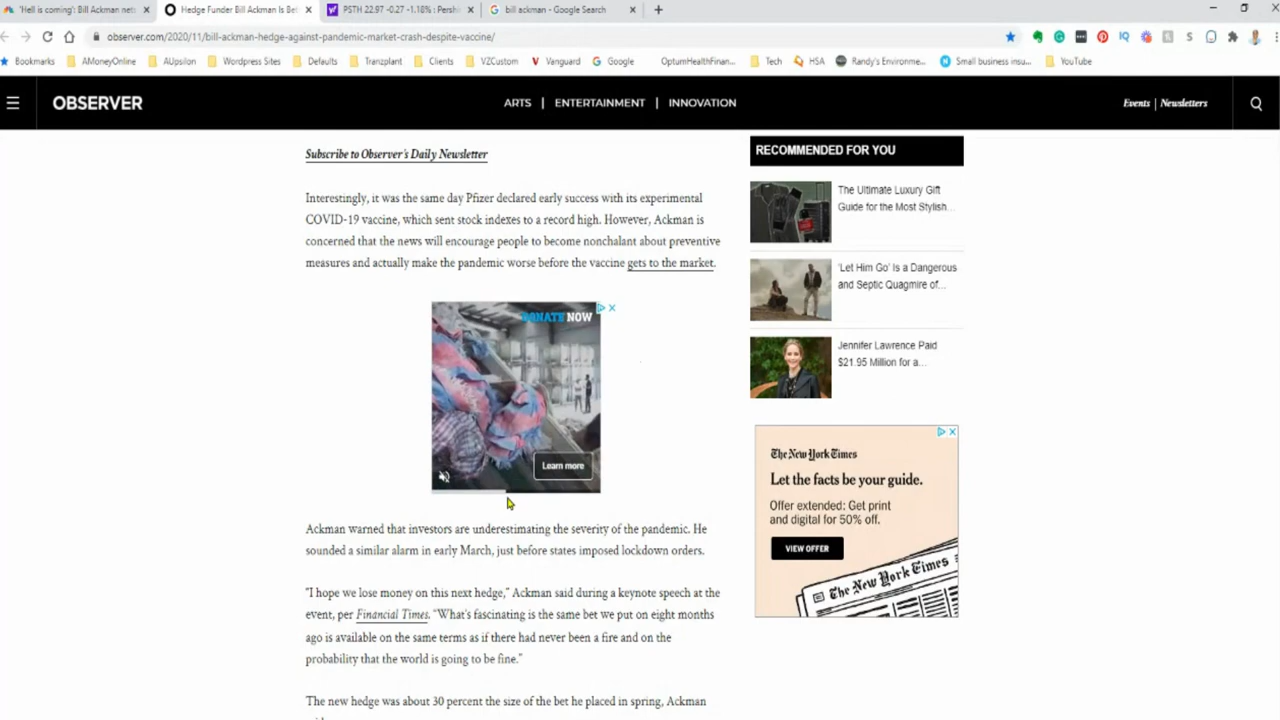 'Hell is coming': Bill Ackman net
Hedge Funder Bill Ackman Is Be
PSTH 22.97 -0.27 -1.18% : Pershi
bill ackman - Google Search
observer.com/2020/11/bill-ackman-hedge-against-pandemic-market-crash-despite-vaccine/
Bookmarks AMoneyOnline AUpsilon Wordpress Sites Defaults Tranzplant Clients VZCustom Vanguard Google OptumHealthFinan... Tech HSA Randy's Environme... Small business insu... YouTube
OBSERVER
ARTS | ENTERTAINMENT | INNOVATION
Events | Newsletters
Subscribe to Observer's Daily Newsletter
Interestingly, it was the same day Pfizer declared early success with its experimental
COVID-19 vaccine, which sent stock indexes to a record high. However, Ackman is
concerned that the news will encourage people to become nonchalant about preventive
measures and actually make the pandemic worse before the vaccine gets to the market.
DONATE NOW
Learn more
Ackman warned that investors are underestimating the severity of the pandemic. He
sounded a similar alarm in early March, just before states imposed lockdown orders.
"I hope we lose money on this next hedge," Ackman said during a keynote speech at the
event, per Financial Times. "What's fascinating is the same bet we put on eight months
ago is available on the same terms as if there had never been a fire and on the
probability that the world is going to be fine."
The new hedge was about 30 percent the size of the bet he placed in spring, Ackman
RECOMMENDED FOR YOU
The Ultimate Luxury Gift
Guide for the Most Stylish...
'Let Him Go' Is a Dangerous
and Septic Quagmire of...
Jennifer Lawrence Paid
$21.95 Million for a...
The New York Times
Let the facts be your guide.
Offer extended: Get print
and digital for 50% off.
VIEW OFFER
The New York Times